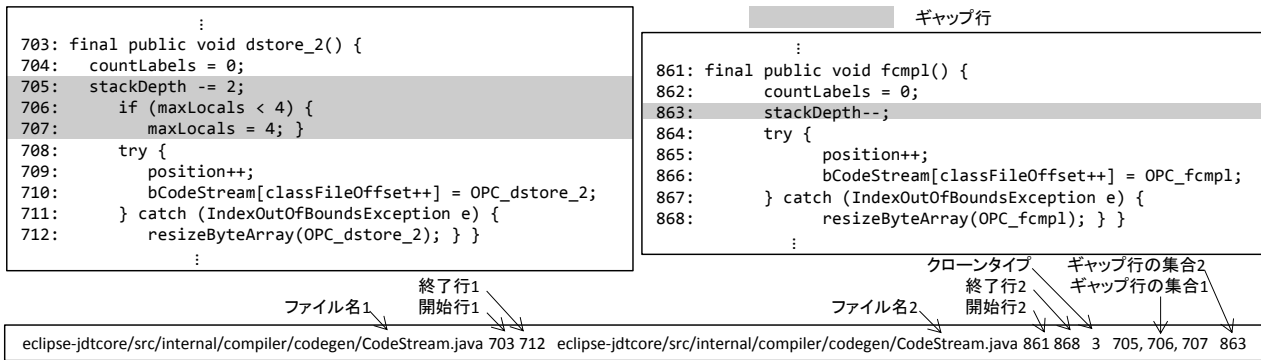 ⋮
703: final public void dstore_2() {
704: countLabels = 0;
705: stackDepth -= 2;
706: if (maxLocals < 4) {
707: maxLocals = 4; }
708: try {
709: position++;
710: bCodeStream[classFileOffset++] = OPC_dstore_2;
711: } catch (IndexOutOfBoundsException e) {
712: resizeByteArray(OPC_dstore_2); } }
⋮
ギャップ行
⋮
861: final public void fcmpl() {
862: countLabels = 0;
863: stackDepth--;
864: try {
865: position++;
866: bCodeStream[classFileOffset++] = OPC_fcmpl;
867: } catch (IndexOutOfBoundsException e) {
868: resizeByteArray(OPC_fcmpl); } }
⋮
クローンタイプ ギャップ行の集合2
終了行1 終了行2 ギャップ行の集合1
ファイル名1 開始行1 ファイル名2 開始行2
eclipse-jdtcore/src/internal/compiler/codegen/CodeStream.java 703 712 eclipse-jdtcore/src/internal/compiler/codegen/CodeStream.java 861 868 3 705, 706, 707 863